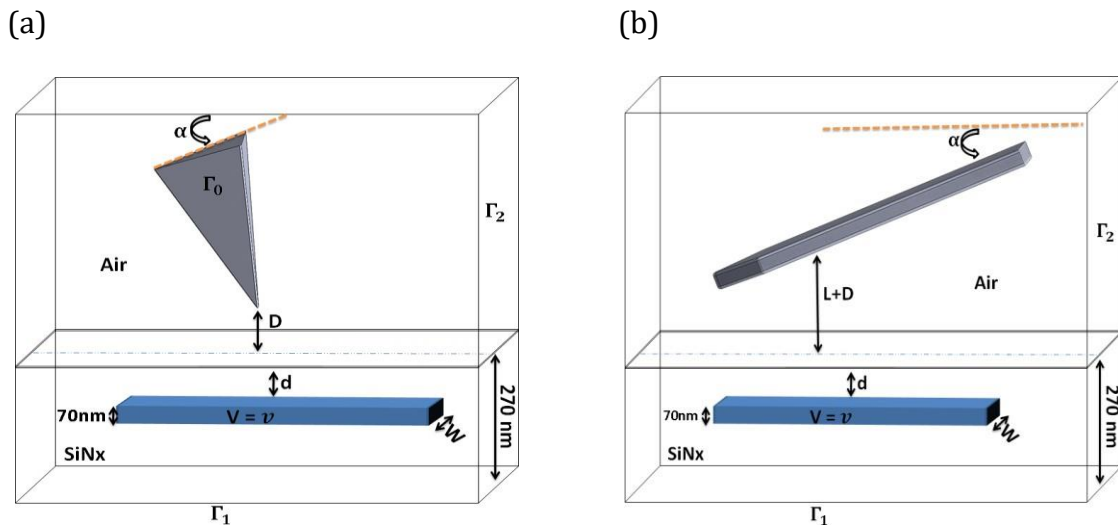 (a)
α
Γ₀
Γ₂
Air
D
d
70nm
V = υ
W
SiNx
270 nm
Γ₁
(b)
α
Γ₂
Air
L+D
d
70nm
V = υ
W
SiNx
270 nm
Γ₁